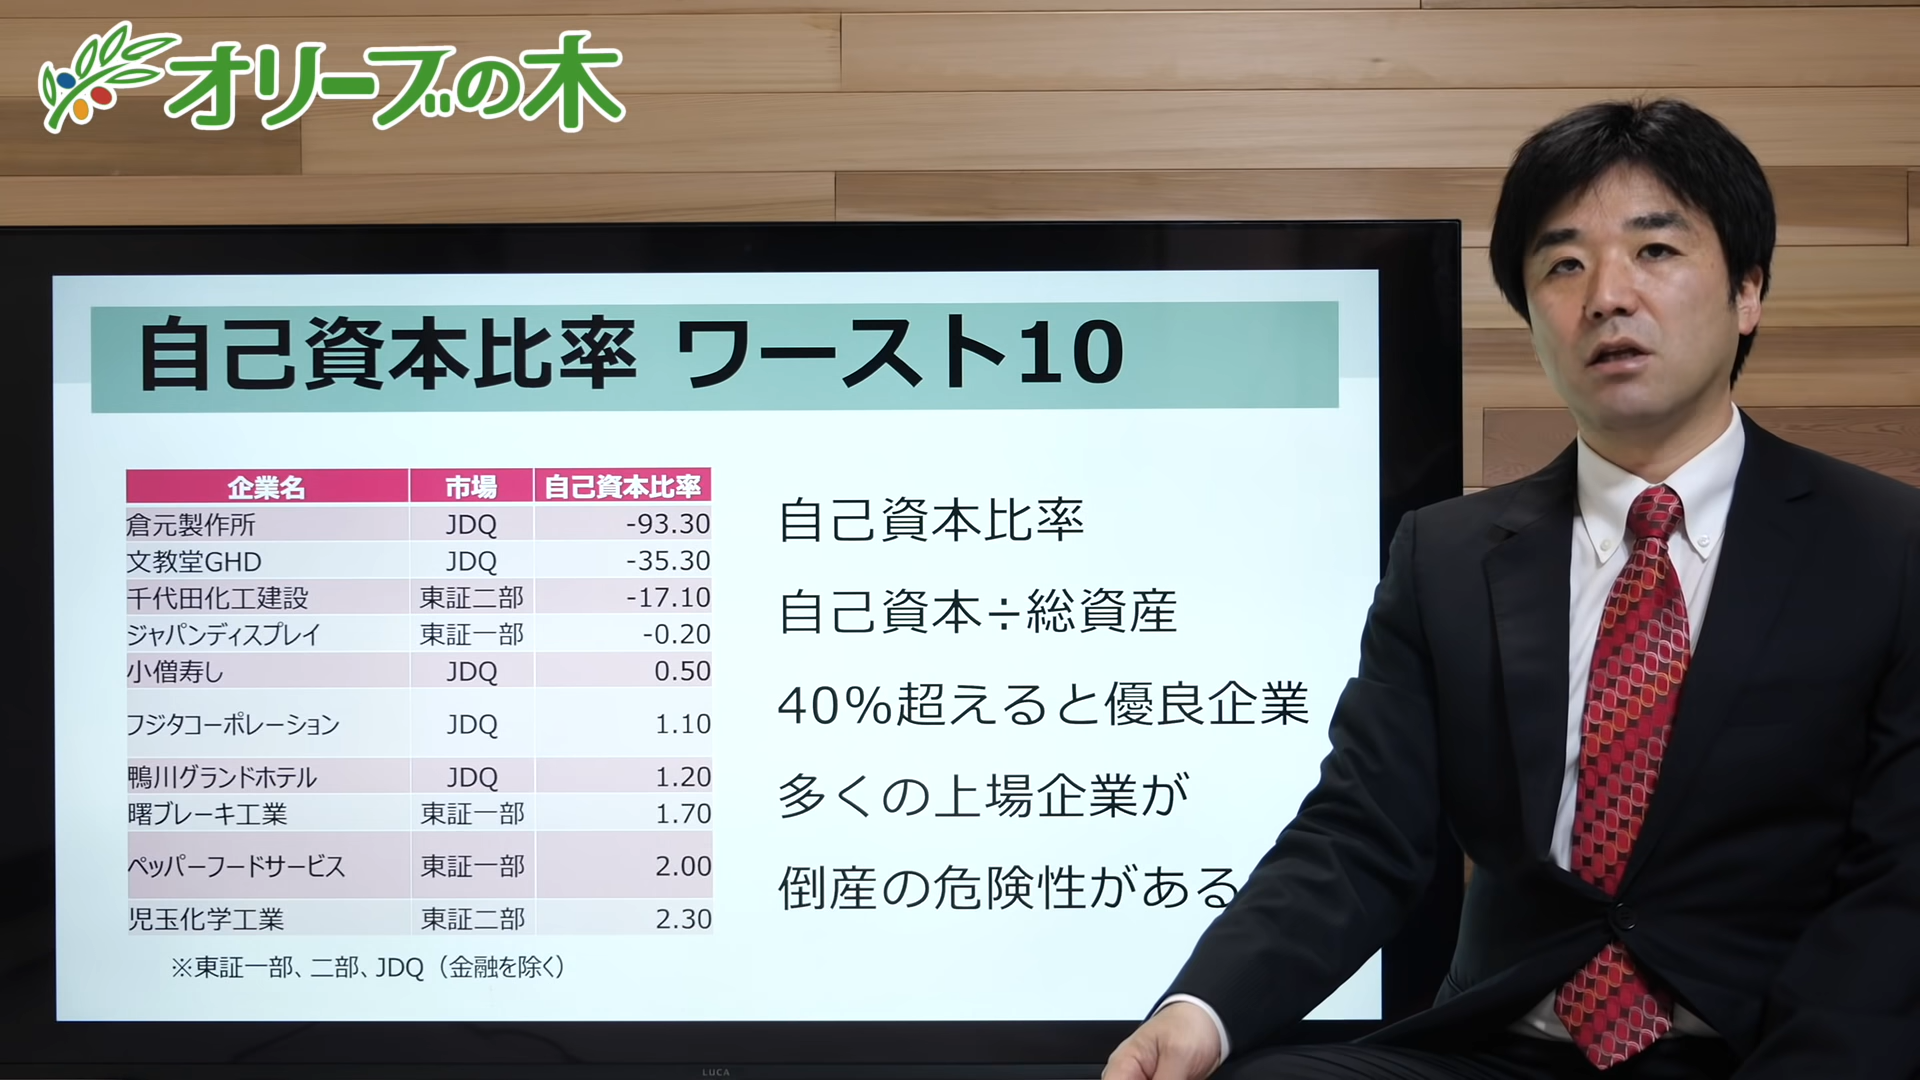 オリーブの木
自己資本比率 ワースト10
企業名 市場 自己資本比率
倉元製作所 JDQ -93.30
文教堂GHD JDQ -35.30
千代田化工建設 東証二部 -17.10
ジャパンディスプレイ 東証一部 -0.20
小僧寿し JDQ 0.50
フジタコーポレーション JDQ 1.10
鴨川グランドホテル JDQ 1.20
曙ブレーキ工業 東証一部 1.70
ペッパーフードサービス 東証一部 2.00
児玉化学工業 東証二部 2.30
※東証一部、二部、JDQ（金融を除く）
自己資本比率
自己資本÷総資産
40%超えると優良企業
多くの上場企業が
倒産の危険性がある
LUCA